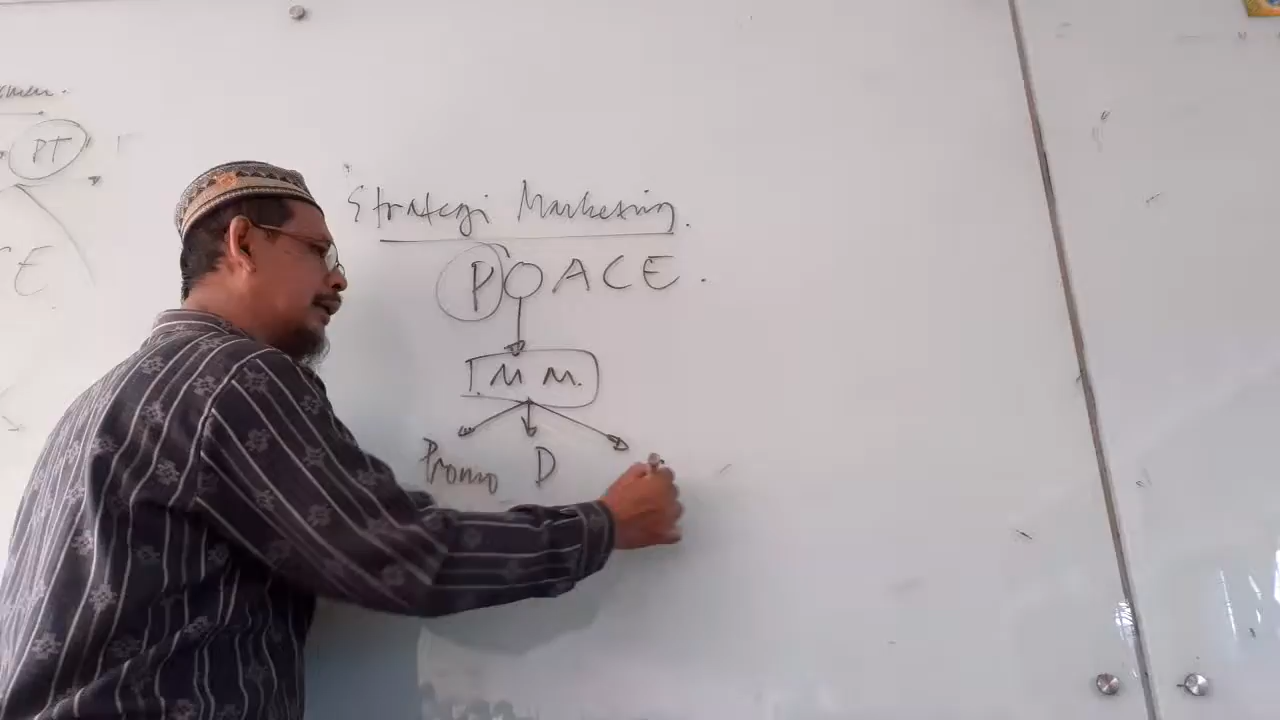 PT
Strategi Marketing.
POACE.
I M M.
Promo D